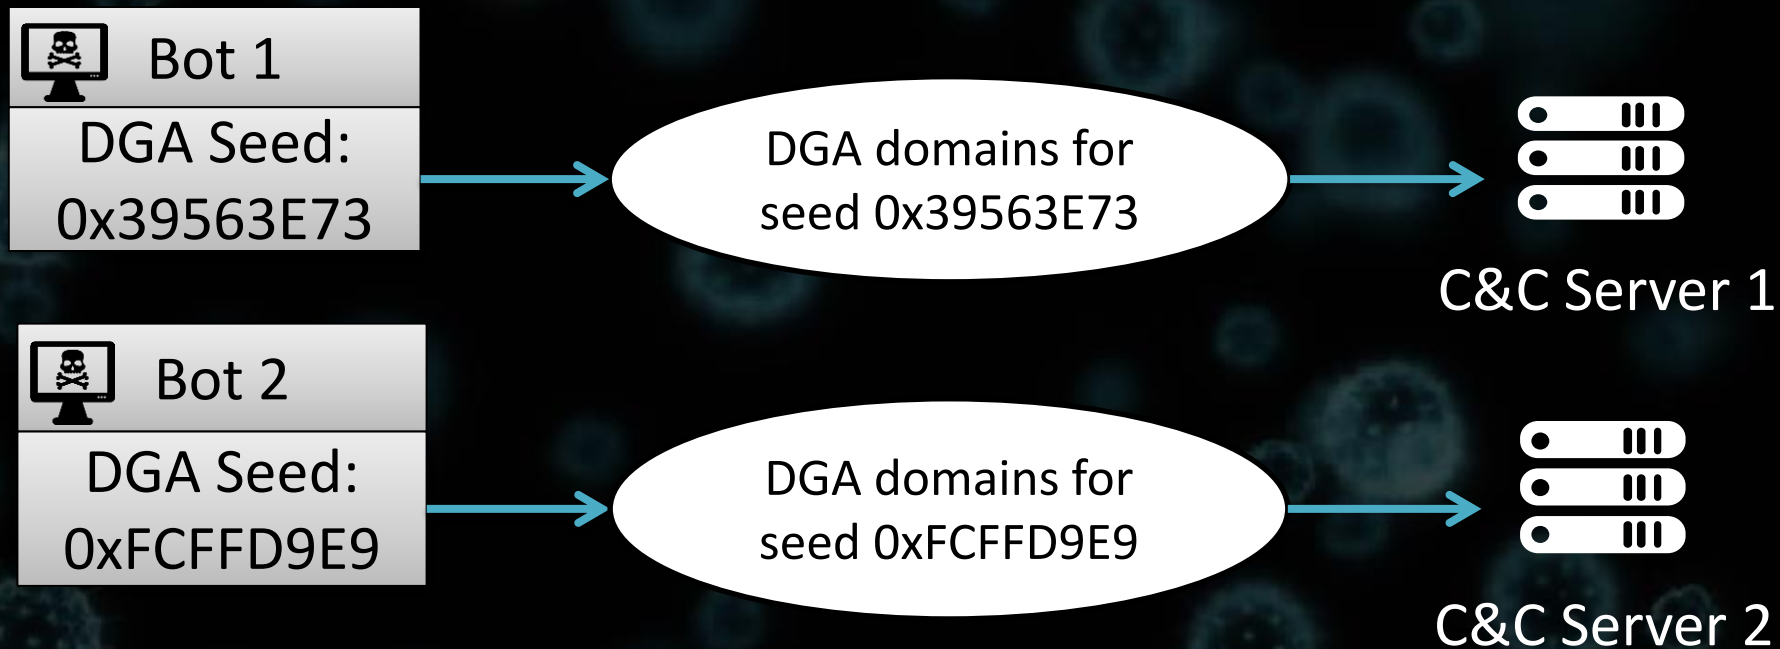 Bot 1
DGA Seed:
0x39563E73
DGA domains for
seed 0x39563E73
C&C Server 1
Bot 2
DGA Seed:
0xFCFFD9E9
DGA domains for
seed 0xFCFFD9E9
C&C Server 2